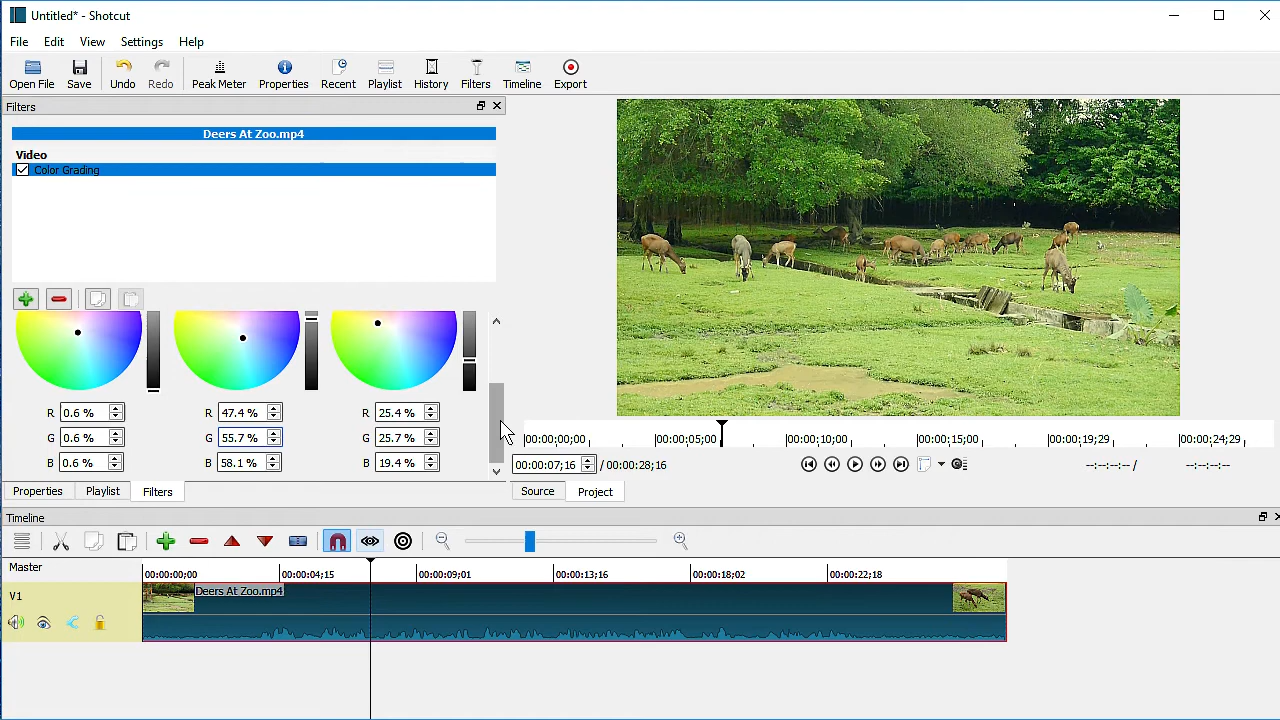 Untitled* - Shotcut
File Edit View Settings Help
Open File Save Undo Redo Peak Meter Properties Recent Playlist History Filters Timeline Export
Filters
Deers At Zoo.mp4
Video
Color Grading
R 0.6 % R 47.4 % R 25.4 %
G 0.6 % G 55.7 % G 25.7 %
B 0.6 % B 58.1 % B 19.4 %
00:00:00;00 00:00:05;00 00:00:10;00 00:00:15;00 00:00:19;29 00:00:24;29
00:00:07;16 / 00:00:28;16 --:--:--:-- / --:--:--:--
Properties Playlist Filters Source Project
Timeline
Master 00:00:00;00 00:00:04;15 00:00:09;01 00:00:13;16 00:00:18;02 00:00:22;18
Deers At Zoo.mp4
V1